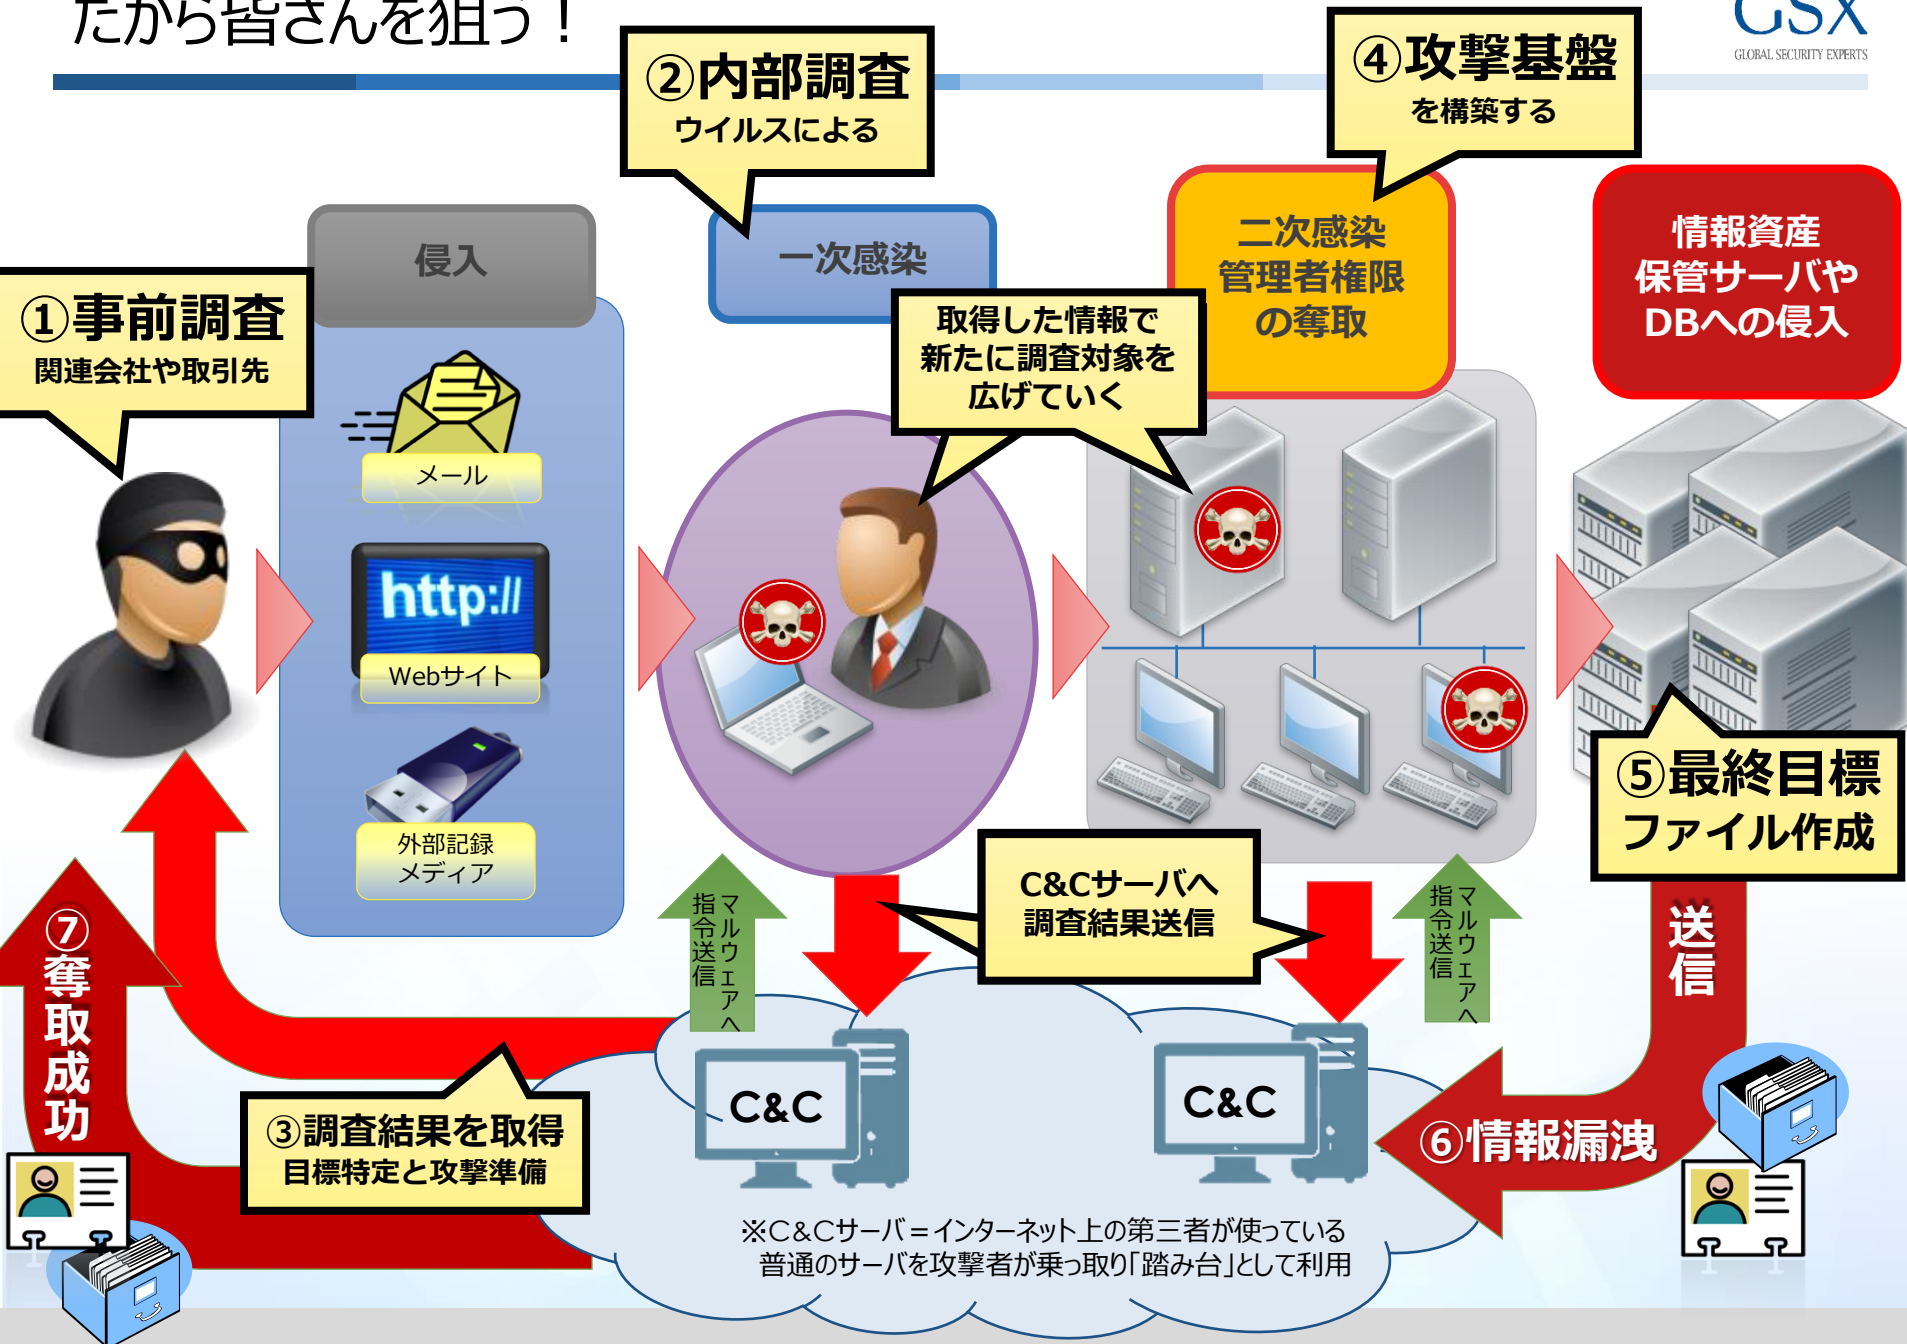 だから皆さんを狙う！
GSX
GLOBAL SECURITY EXPERTS
②内部調査
ウイルスによる
④攻撃基盤
を構築する
侵入
一次感染
二次感染
管理者権限
の奪取
情報資産
保管サーバや
DBへの侵入
①事前調査
関連会社や取引先
取得した情報で
新たに調査対象を
広げていく
メール
http://
Webサイト
外部記録
メディア
⑤最終目標
ファイル作成
C&Cサーバへ
調査結果送信
マルウェアへ
指令送信
マルウェアへ
指令送信
送信
⑦奪取成功
③調査結果を取得
目標特定と攻撃準備
C&C
C&C
⑥情報漏洩
※C&Cサーバ＝インターネット上の第三者が使っている
普通のサーバを攻撃者が乗っ取り「踏み台」として利用